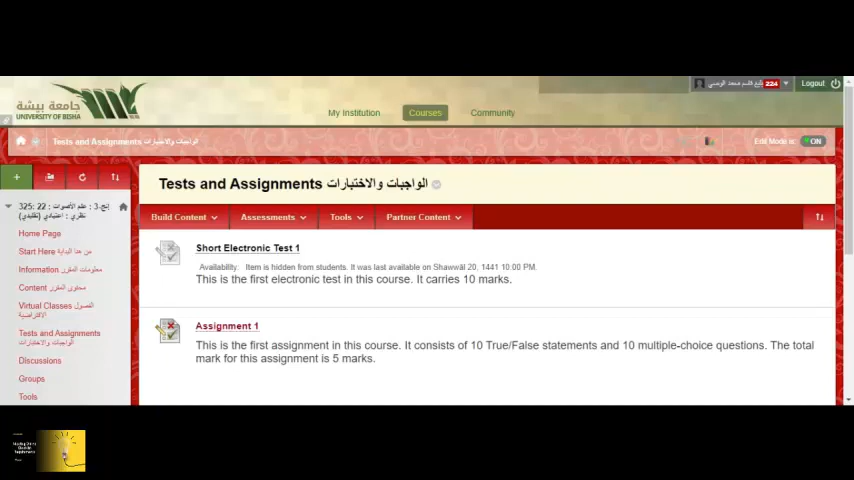 جامعة بيشة
UNIVERSITY OF BISHA
224
Logout
My Institution
Courses
Community
Tests and Assignments الواجبات والاختبارات
Edit Mode is:
ON
Home Page
Start Here من هنا البداية
Information معلومات المقرر
Content محتوى المقرر
Virtual Classes الفصول
الافتراضية
Tests and Assignments
الواجبات والاختبارات
Discussions
Groups
Tools
Tests and Assignments الواجبات والاختبارات
Build Content
Assessments
Tools
Partner Content
Short Electronic Test 1
Availability: Item is hidden from students. It was last available on Shawwāl 20, 1441 10:00 PM.
This is the first electronic test in this course. It carries 10 marks.
Assignment 1
This is the first assignment in this course. It consists of 10 True/False statements and 10 multiple-choice questions. The total
mark for this assignment is 5 marks.